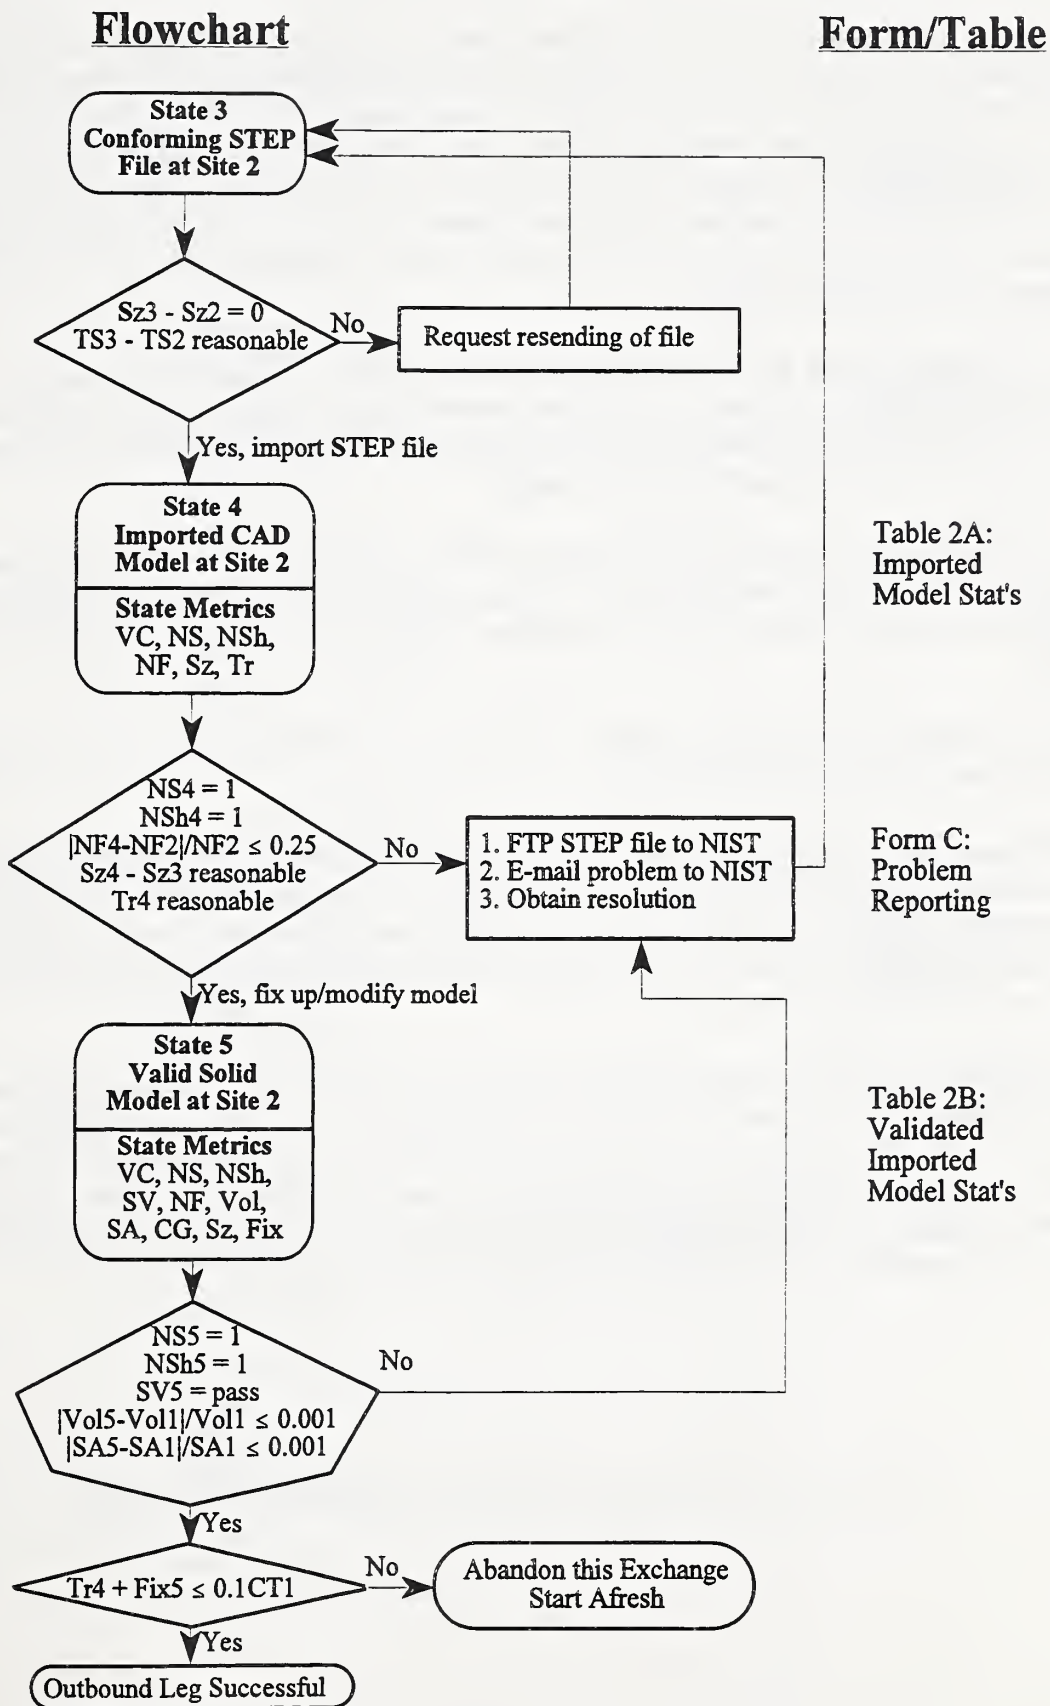 Flowchart
Form/Table
State 3
Conforming STEP
File at Site 2
Sz3 - Sz2 = 0
TS3 - TS2 reasonable
No
Request resending of file
Yes, import STEP file
State 4
Imported CAD
Model at Site 2
State Metrics
VC, NS, NSh,
NF, Sz, Tr
Table 2A:
Imported
Model Stat's
NS4 = 1
NSh4 = 1
|NF4-NF2|/NF2 ≤ 0.25
Sz4 - Sz3 reasonable
Tr4 reasonable
No
1. FTP STEP file to NIST
2. E-mail problem to NIST
3. Obtain resolution
Form C:
Problem
Reporting
Yes, fix up/modify model
State 5
Valid Solid
Model at Site 2
State Metrics
VC, NS, NSh,
SV, NF, Vol,
SA, CG, Sz, Fix
Table 2B:
Validated
Imported
Model Stat's
NS5 = 1
NSh5 = 1
SV5 = pass
|Vol5-Vol1|/Vol1 ≤ 0.001
|SA5-SA1|/SA1 ≤ 0.001
No
Yes
Tr4 + Fix5 ≤ 0.1CT1
No
Abandon this Exchange
Start Afresh
Yes
Outbound Leg Successful